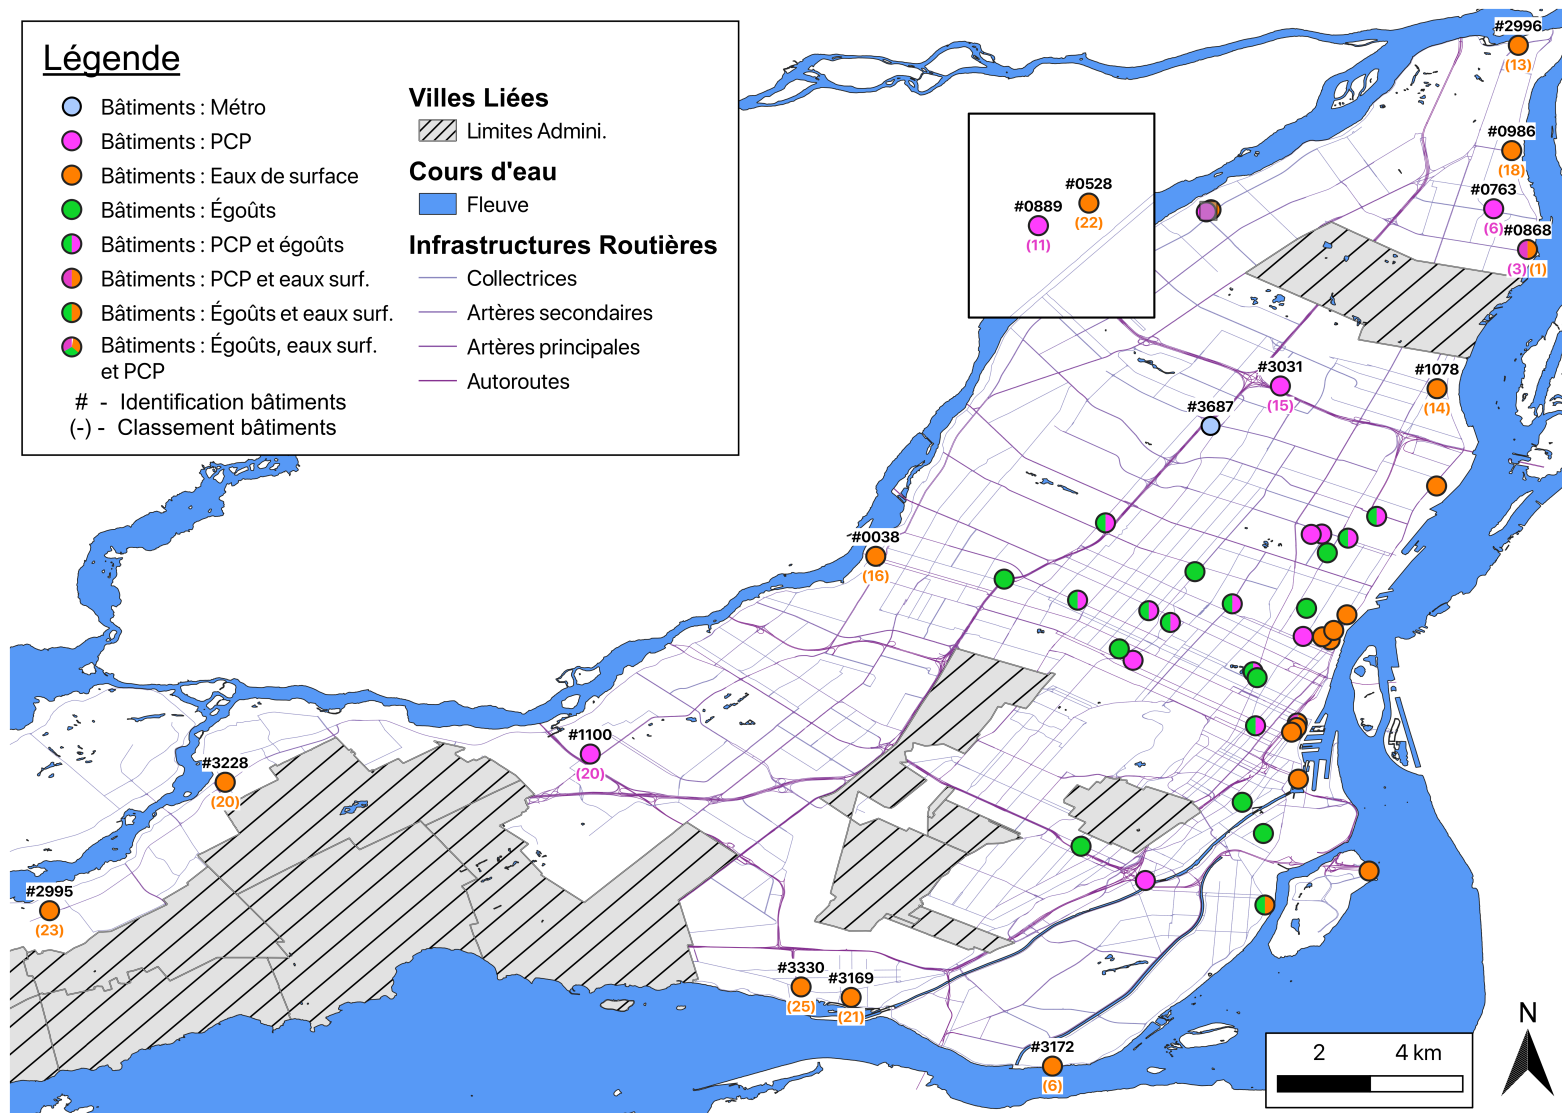 Légende
Bâtiments : Métro
Bâtiments : PCP
Bâtiments : Eaux de surface
Bâtiments : Égoûts
Bâtiments : PCP et égoûts
Bâtiments : PCP et eaux surf.
Bâtiments : Égoûts et eaux surf.
Bâtiments : Égoûts, eaux surf.
et PCP
# - Identification bâtiments
(-) - Classement bâtiments
Villes Liées
Limites Admini.
Cours d'eau
Fleuve
Infrastructures Routières
Collectrices
Artères secondaires
Artères principales
Autoroutes
#2996
(13)
#0986
(18)
#0763
(6)
#0868
(3) (1)
#0528
(22)
#0889
(11)
#3031
(15)
#1078
(14)
#3687
#0038
(16)
#1100
(20)
#3228
(20)
#2995
(23)
#3330
(25)
#3169
(21)
#3172
(6)
N
2 4 km